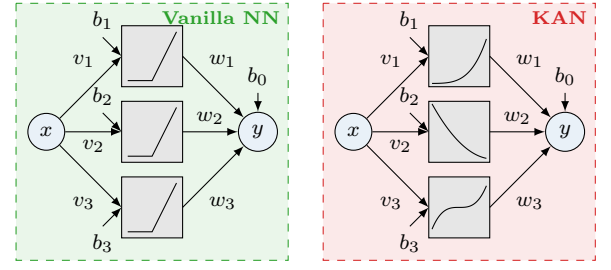 Vanilla NN
b₁
v₁
w₁
b₀
b₂
x
v₂
w₂
y
v₃
w₃
b₃
KAN
b₁
v₁
w₁
b₀
b₂
x
v₂
w₂
y
v₃
w₃
b₃